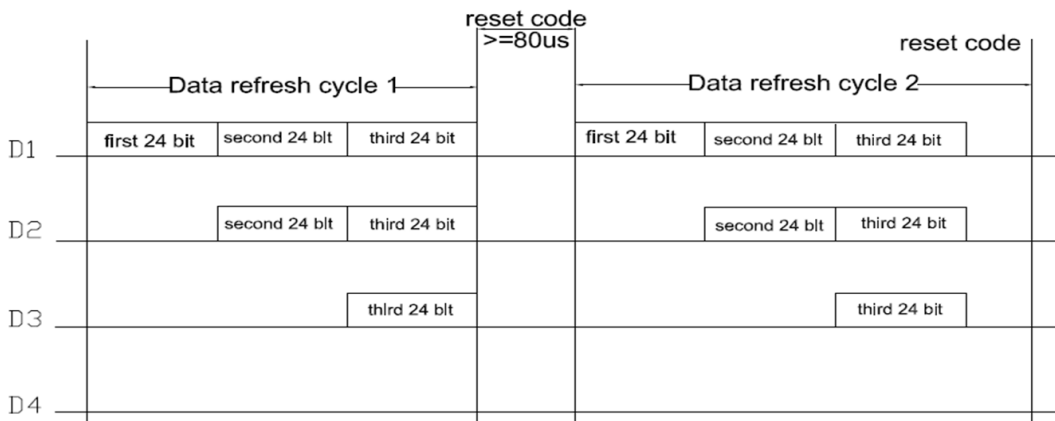 reset code
>=80us
reset code
Data refresh cycle 1
Data refresh cycle 2
D1
first 24 bit
second 24 blt
third 24 bit
first 24 bit
second 24 blt
third 24 bit
D2
second 24 blt
third 24 bit
second 24 blt
third 24 bit
D3
thlrd 24 blt
third 24 bit
D4